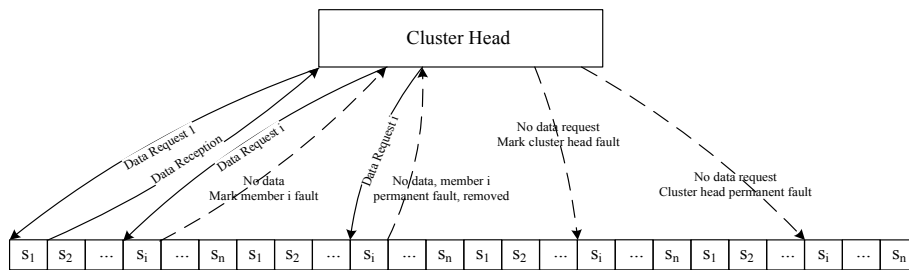 Cluster Head
Data Request 1
Data Reception
Data Request i
No data
Mark member i fault
Data Request i
No data, member i
permanent fault, removed
No data request
Mark cluster head fault
No data request
Cluster head permanent fault
s1 s2 ... si ... sn s1 s2 ... si ... sn s1 s2 ... si ... sn s1 s2 ... si ... sn